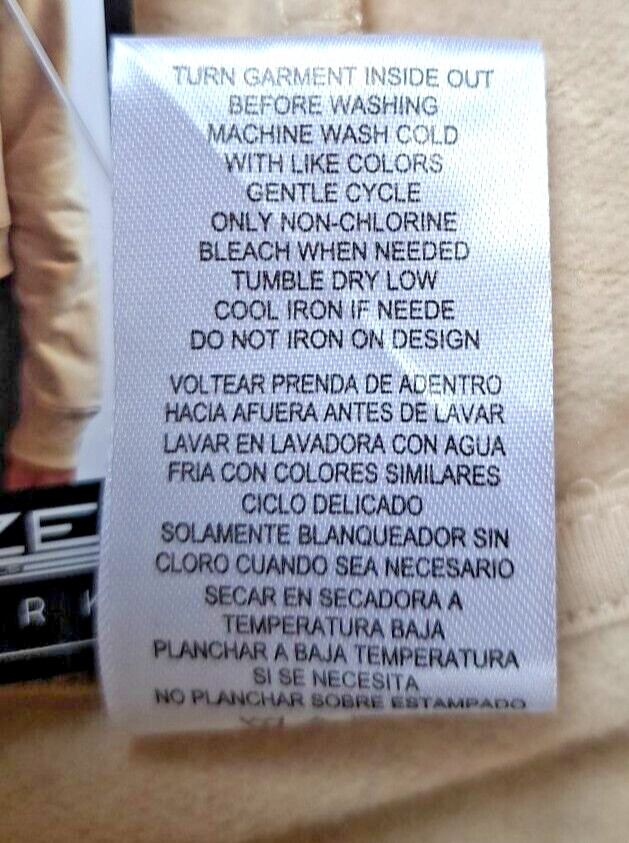 TURN GARMENT INSIDE OUT
BEFORE WASHING
MACHINE WASH COLD
WITH LIKE COLORS
GENTLE CYCLE
ONLY NON-CHLORINE
BLEACH WHEN NEEDED
TUMBLE DRY LOW
COOL IRON IF NEEDE
DO NOT IRON ON DESIGN
VOLTEAR PRENDA DE ADENTRO
HACIA AFUERA ANTES DE LAVAR
LAVAR EN LAVADORA CON AGUA
FRIA CON COLORES SIMILARES
CICLO DELICADO
SOLAMENTE BLANQUEADOR SIN
CLORO CUANDO SEA NECESARIO
SECAR EN SECADORA A
TEMPERATURA BAJA
PLANCHAR A BAJA TEMPERATURA
SI SE NECESITA
NO PLANCHAR SOBRE ESTAMPADO
ZE
R K